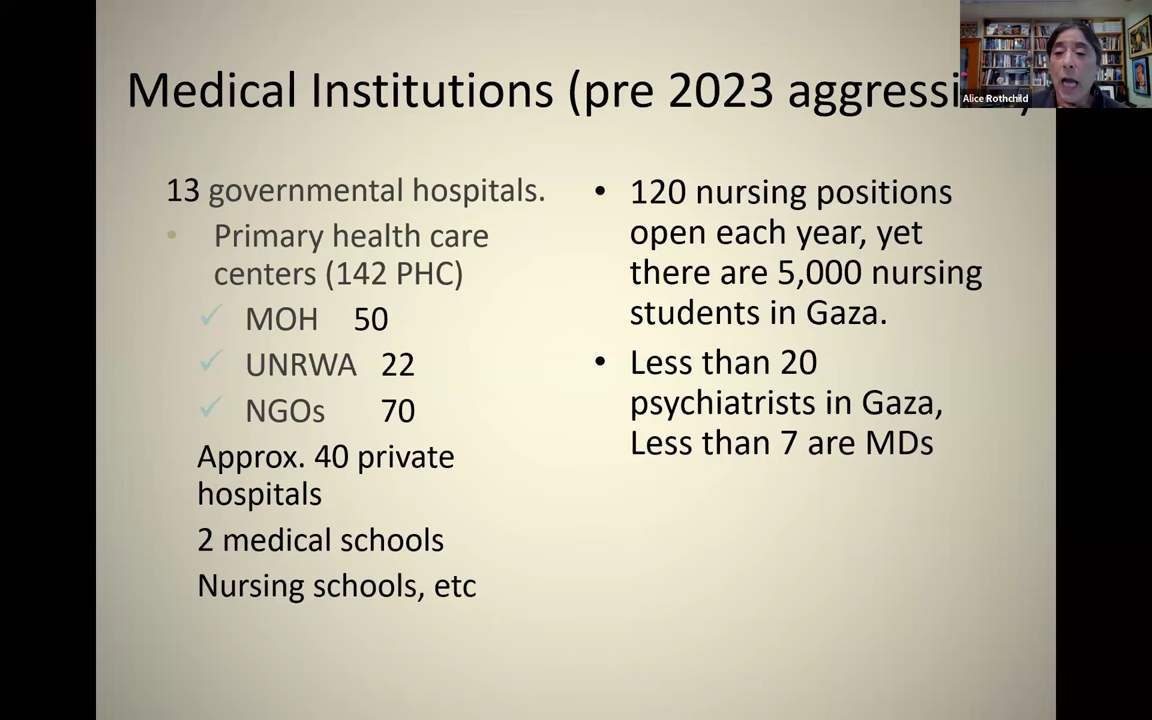 Medical Institutions (pre 2023 aggressi
Alice Rothchild
13 governmental hospitals.
• Primary health care
centers (142 PHC)
✓ MOH 50
✓ UNRWA 22
✓ NGOs 70
Approx. 40 private
hospitals
2 medical schools
Nursing schools, etc
• 120 nursing positions
open each year, yet
there are 5,000 nursing
students in Gaza.
• Less than 20
psychiatrists in Gaza,
Less than 7 are MDs